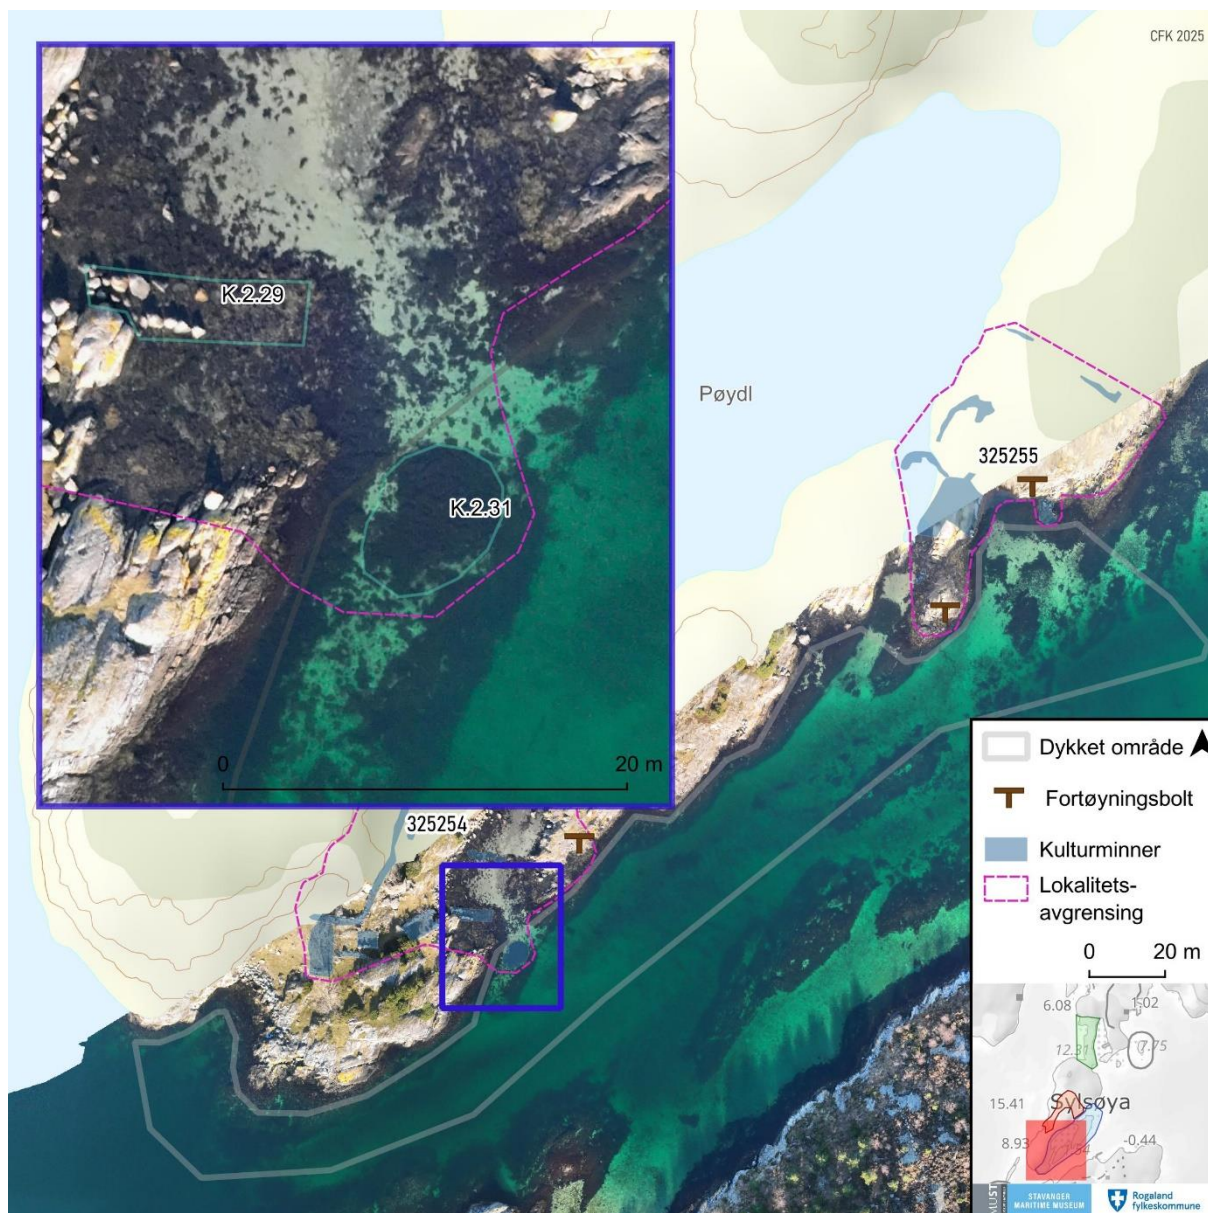 CFK 2025
K.2.29
K.2.31
0 20 m
Pøydl
325255
325254
Dykket område
Fortøyningsbolt
Kulturminner
Lokalitets-
avgrensing
0 20 m
6.08 1.02
12.31 7.75
Sylsøya
15.41
8.93 -0.44
STAVANGER
MARITIME MUSEUM
Rogaland
fylkeskommune